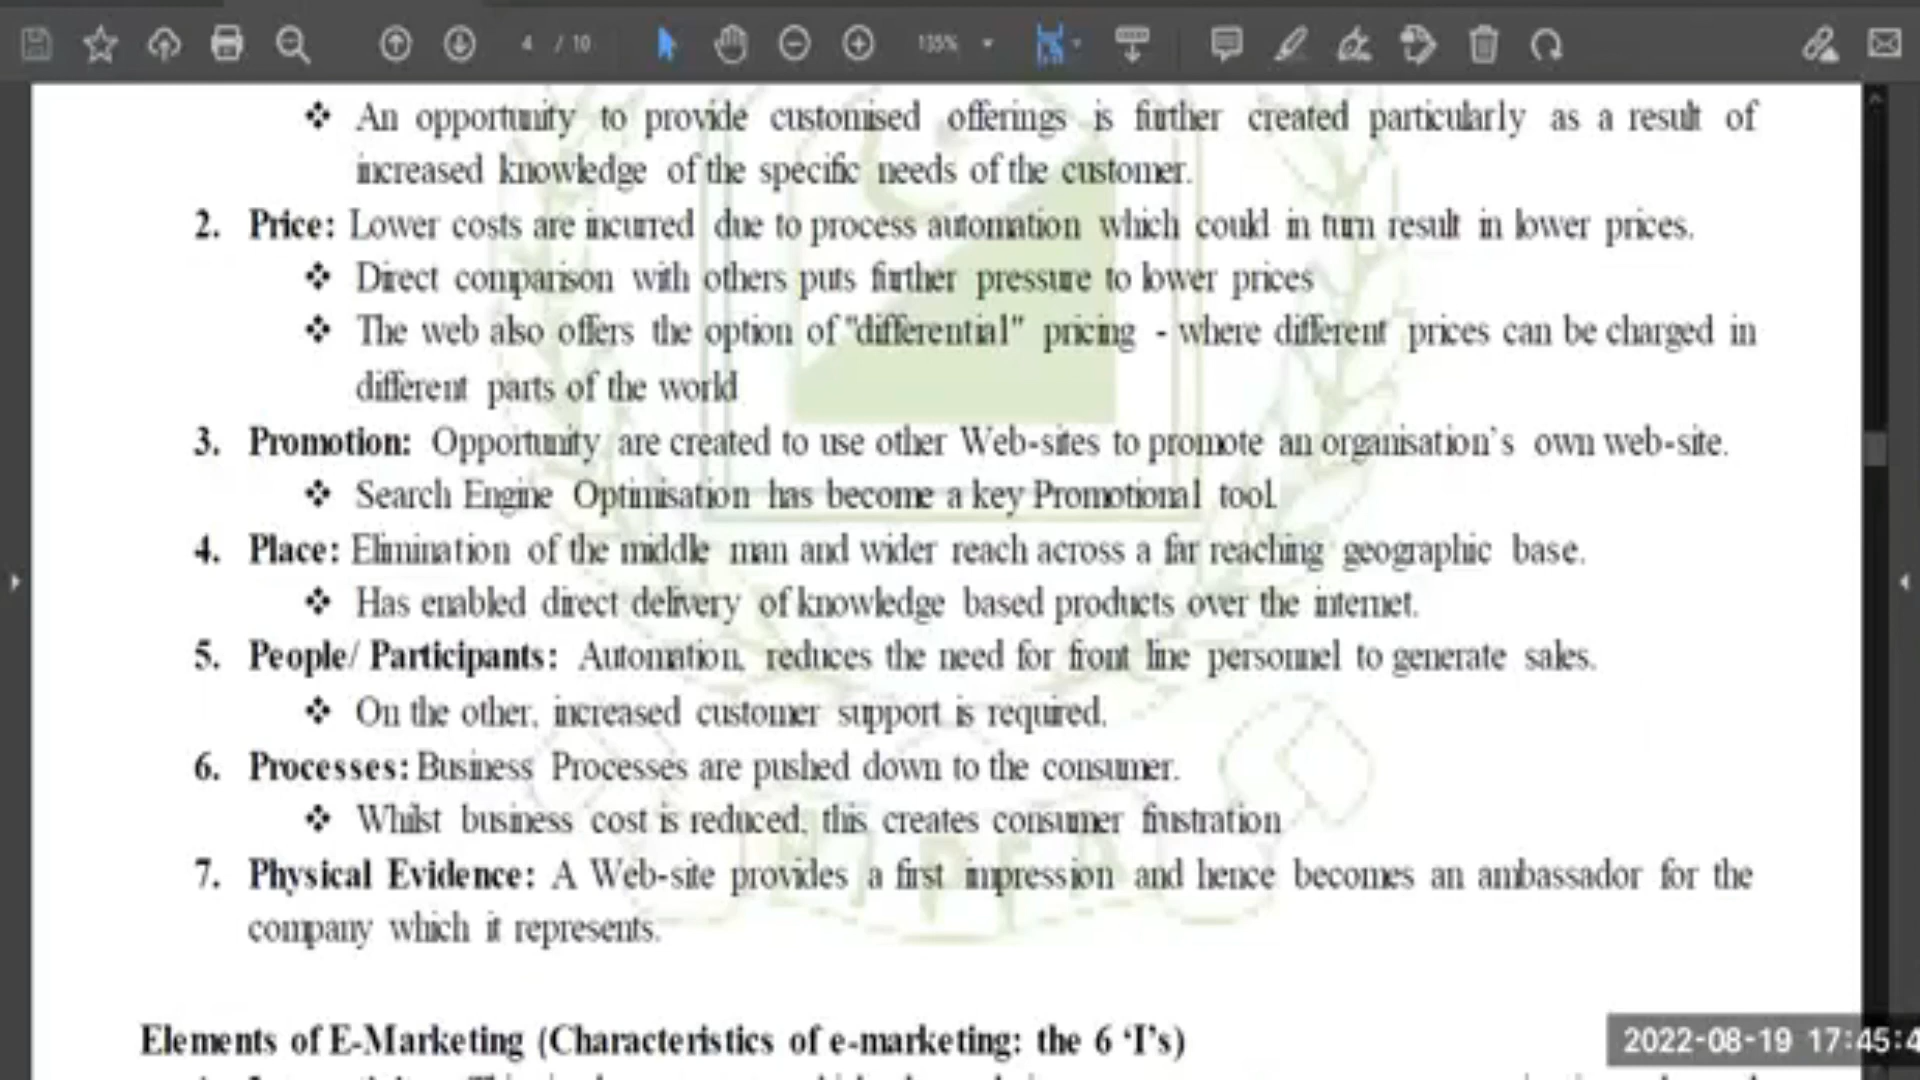 4 / 10
135%
❖ An opportunity to provide customised offerings is further created particularly as a result of
increased knowledge of the specific needs of the customer.
2. Price: Lower costs are incurred due to process automation which could in turn result in lower prices.
❖ Direct comparison with others puts further pressure to lower prices
❖ The web also offers the option of "differential" pricing - where different prices can be charged in
different parts of the world
3. Promotion: Opportunity are created to use other Web-sites to promote an organisation's own web-site.
❖ Search Engine Optimisation has become a key Promotional tool.
4. Place: Elimination of the middle man and wider reach across a far reaching geographic base.
❖ Has enabled direct delivery of knowledge based products over the internet.
5. People/ Participants: Automation, reduces the need for front line personnel to generate sales.
❖ On the other, increased customer support is required.
6. Processes: Business Processes are pushed down to the consumer.
❖ Whilst business cost is reduced, this creates consumer frustration
7. Physical Evidence: A Web-site provides a first impression and hence becomes an ambassador for the
company which it represents.
Elements of E-Marketing (Characteristics of e-marketing: the 6 'I's)
2022-08-19 17:45:4